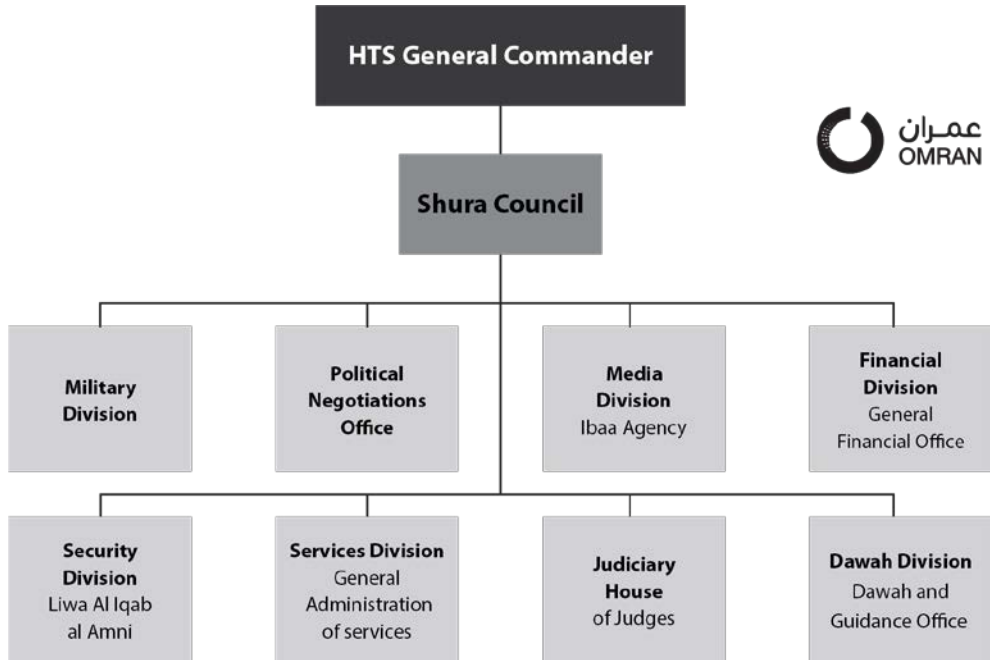 HTS General Commander
عمران
OMRAN
Shura Council
Military
Division
Political
Negotiations
Office
Media
Division
Ibaa Agency
Financial
Division
General
Financial Office
Security
Division
Liwa Al Iqab
al Amni
Services Division
General
Administration
of services
Judiciary
House
of Judges
Dawah Division
Dawah and
Guidance Office